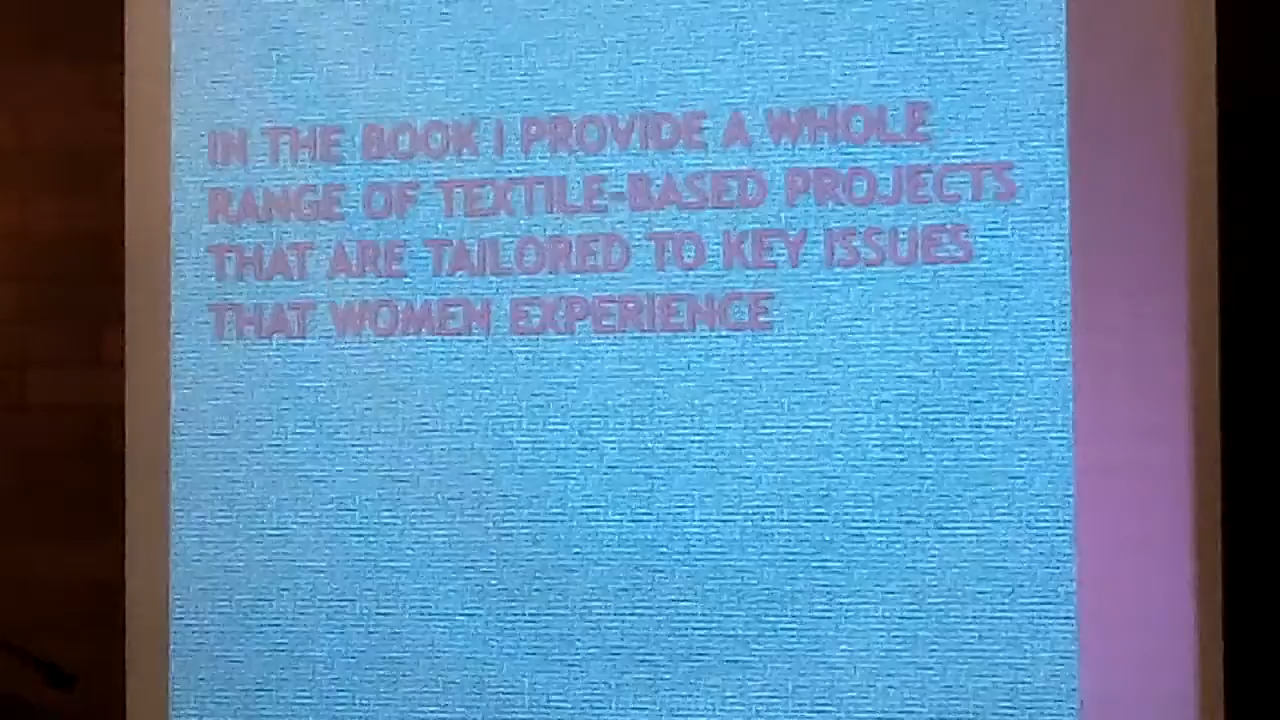 IN THE BOOK I PROVIDE A WHOLE
RANGE OF TEXTILE-BASED PROJECTS
THAT ARE TAILORED TO KEY ISSUES
THAT WOMEN EXPERIENCE